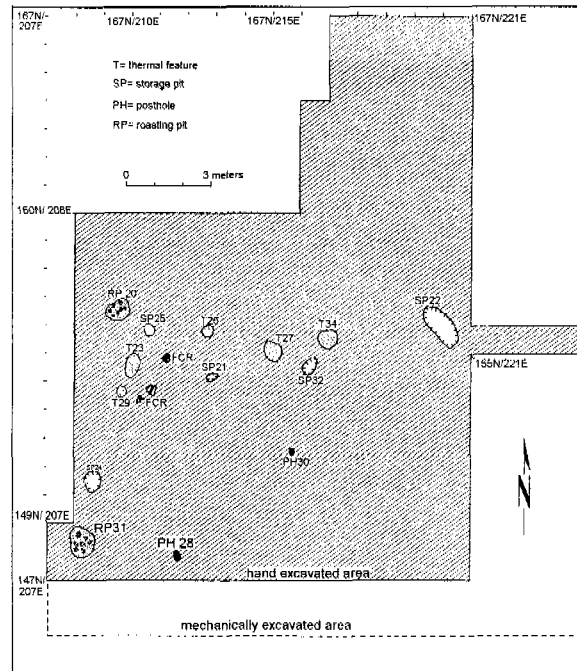 167N/
207E
167N/210E
167N/215E
167N/221E
T= thermal feature
SP= storage pit
PH= posthole
RP= roasting pit
0 3 meters
160N/208E
RP 20
SP25
T26
SP22
T34
T27
T23
FCR
SP21
SP32
165N/221E
T29
FCR
PH30
SP24
N
149N/207E
RP31
PH 28
hand excavated area
147N/
207E
mechanically excavated area